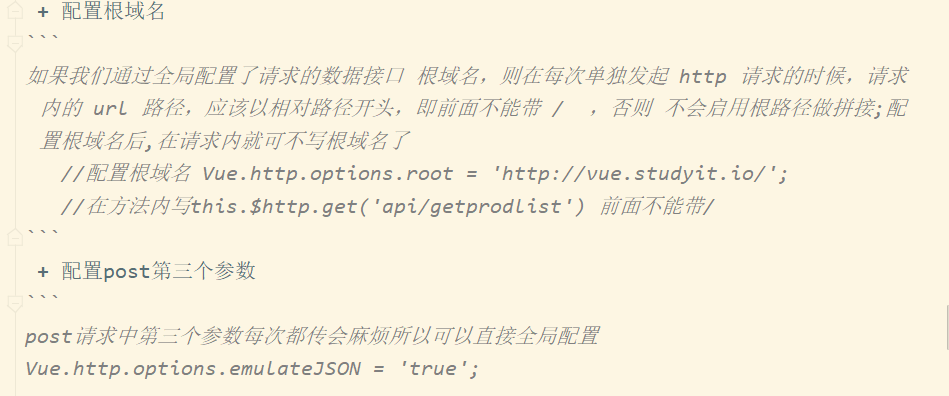 + 配置根域名
```
如果我们通过全局配置了请求的数据接口 根域名，则在每次单独发起 http 请求的时候，请求
内的 url 路径，应该以相对路径开头，即前面不能带 / ，否则 不会启用根路径做拼接;配
置根域名后,在请求内就可不写根域名了
//配置根域名 Vue.http.options.root = 'http://vue.studyit.io/';
//在方法内写this.$http.get('api/getprodlist') 前面不能带/
```
+ 配置post第三个参数
```
post请求中第三个参数每次都传会麻烦所以可以直接全局配置
Vue.http.options.emulateJSON = 'true';